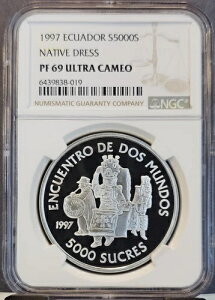 1997 ECUADOR S5000S
NATIVE DRESS
PF 69 ULTRA CAMEO
6439838-019
NUMISMATIC GUARANTY COMPANY
NGC
ENCUENTRO DE DOS MUNDOS
1997
5000 SUCRES